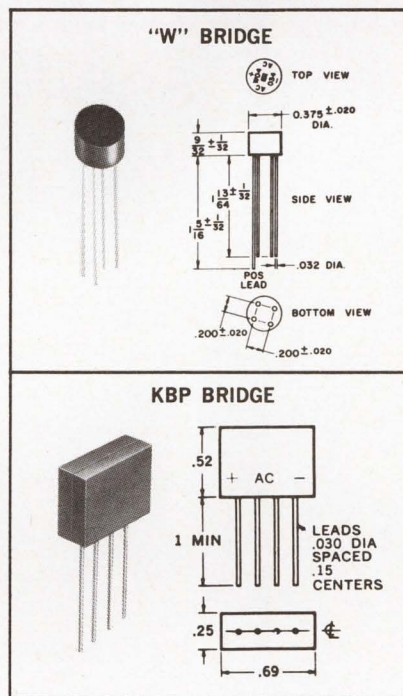 "W" BRIDGE
TOP VIEW
0.375 ±.020
DIA.
9/32 ± 1/32
1 13/64 ± 1/32
SIDE VIEW
1 5/16 ± 1/32
.032 DIA.
POS
LEAD
BOTTOM VIEW
.200 ±.020
.200 ±.020
KBP BRIDGE
.52
+ AC −
1 MIN
LEADS
.030 DIA
SPACED
.15
CENTERS
.25
.69